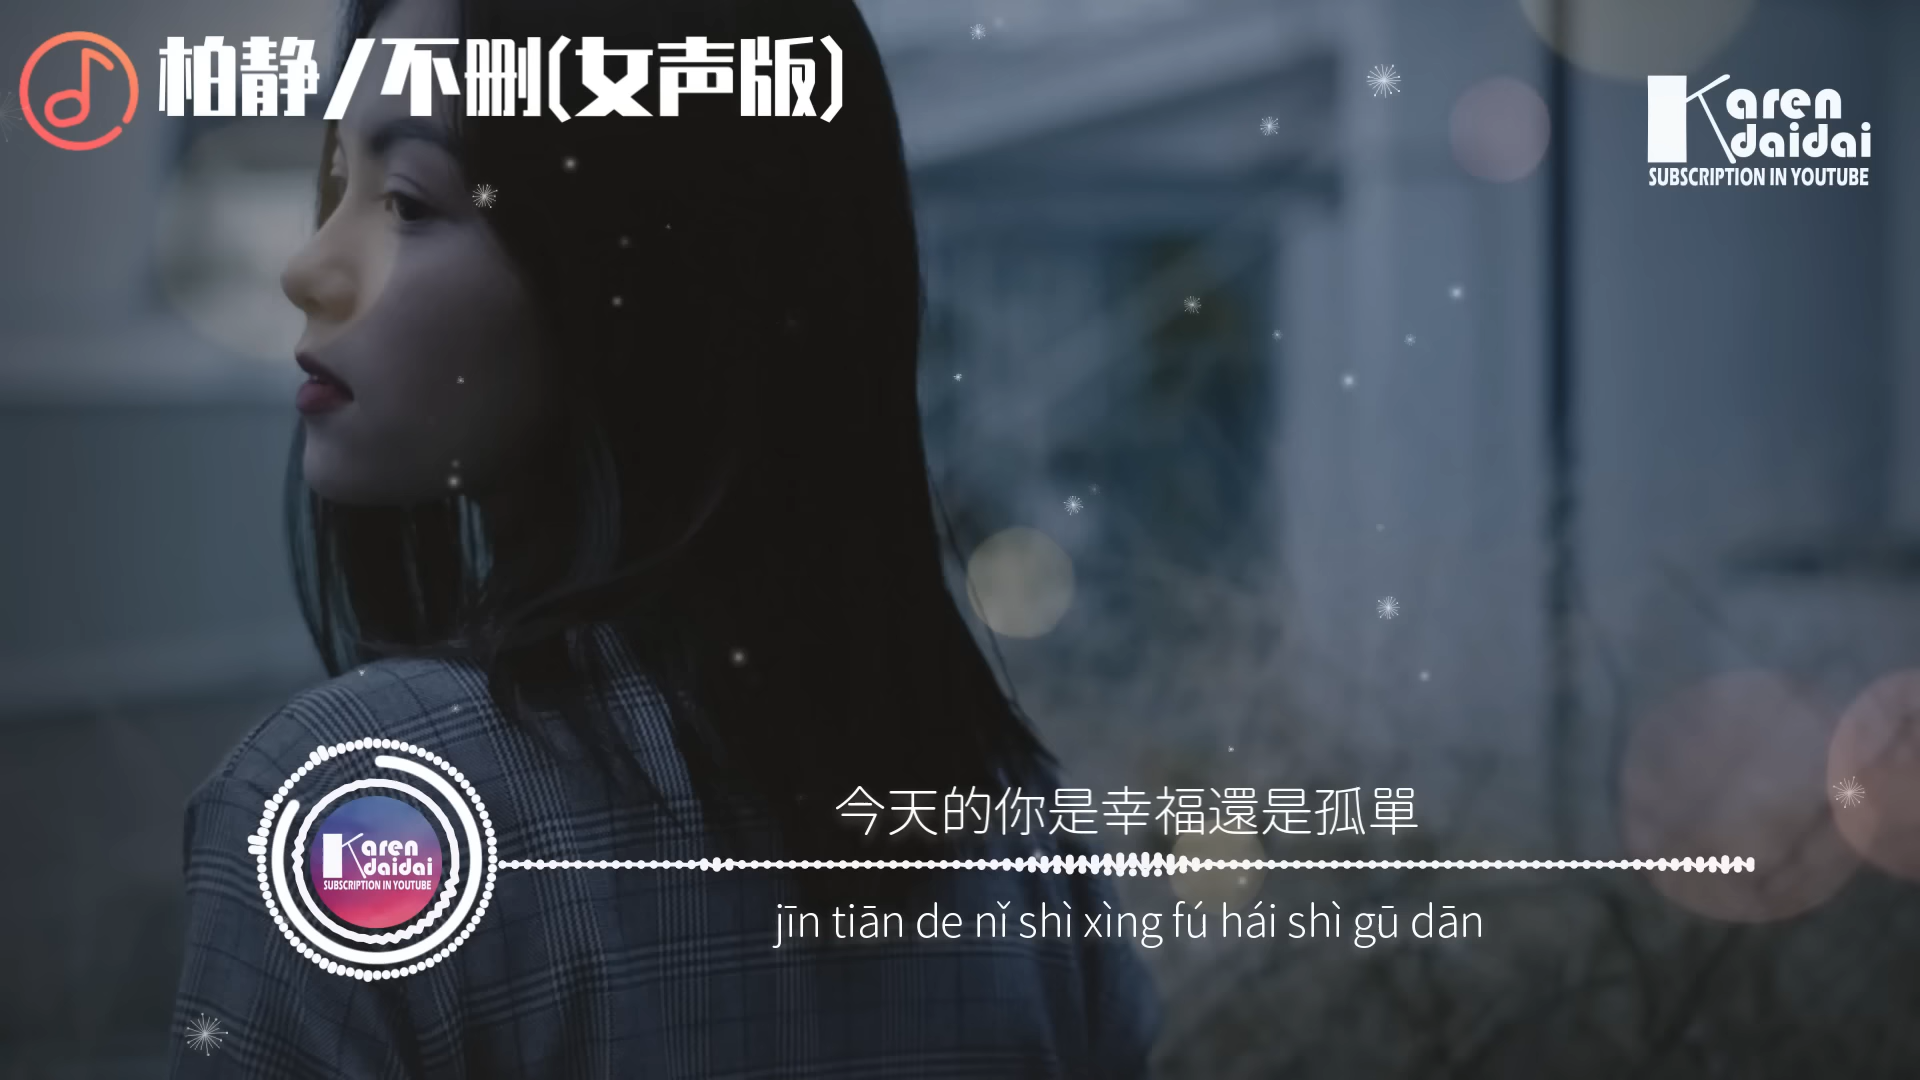 柏静/不删(女声版)
Karen
daidai
SUBSCRIPTION IN YOUTUBE
今天的你是幸福還是孤單
jīn tiān de nǐ shì xìng fú hái shì gū dān
Karen
daidai
SUBSCRIPTION IN YOUTUBE